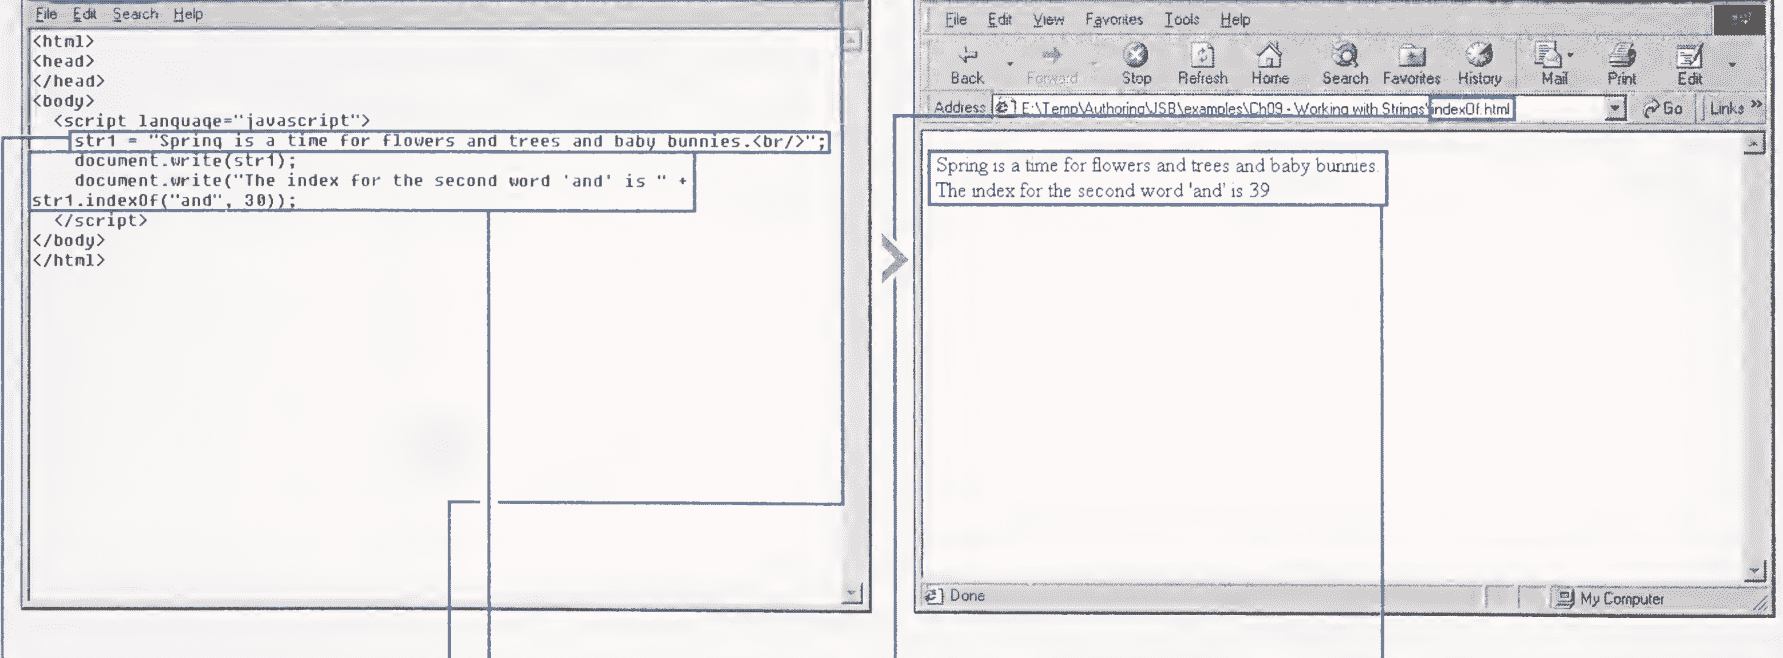 File Edit Search Help
<html>
<head>
</head>
<body>
<script language="javascript">
str1 = "Spring is a time for flowers and trees and baby bunnies.<br/>";
document.write(str1);
document.write("The index for the second word 'and' is " +
str1.indexOf("and", 30));
</script>
</body>
</html>
File Edit View Favorites Tools Help
Back Forward Stop Refresh Home Search Favorites History Mail Print Edit
Address E:\Temp\Authoring\JSB\examples\Ch09 - Working with Strings\indexOf.html Go Links »
Spring is a time for flowers and trees and baby bunnies.
The index for the second word 'and' is 39
Done My Computer